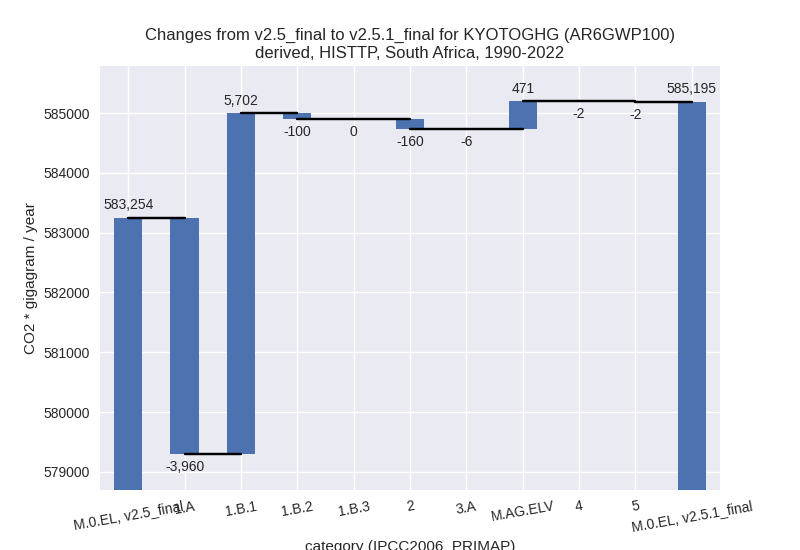 Changes from v2.5_final to v2.5.1_final for KYOTOGHG (AR6GWP100)
derived, HISTTP, South Africa, 1990-2022
CO2 * gigagram / year
585000
584000
583000
582000
581000
580000
579000
583,254
-3,960
5,702
-100
0
-160
-6
471
-2
-2
585,195
M.0.EL, v2.5_final
1.A
1.B.1
1.B.2
1.B.3
2
3.A
M.AG.ELV
4
5
M.0.EL, v2.5.1_final
category (IPCC2006_PRIMAP)